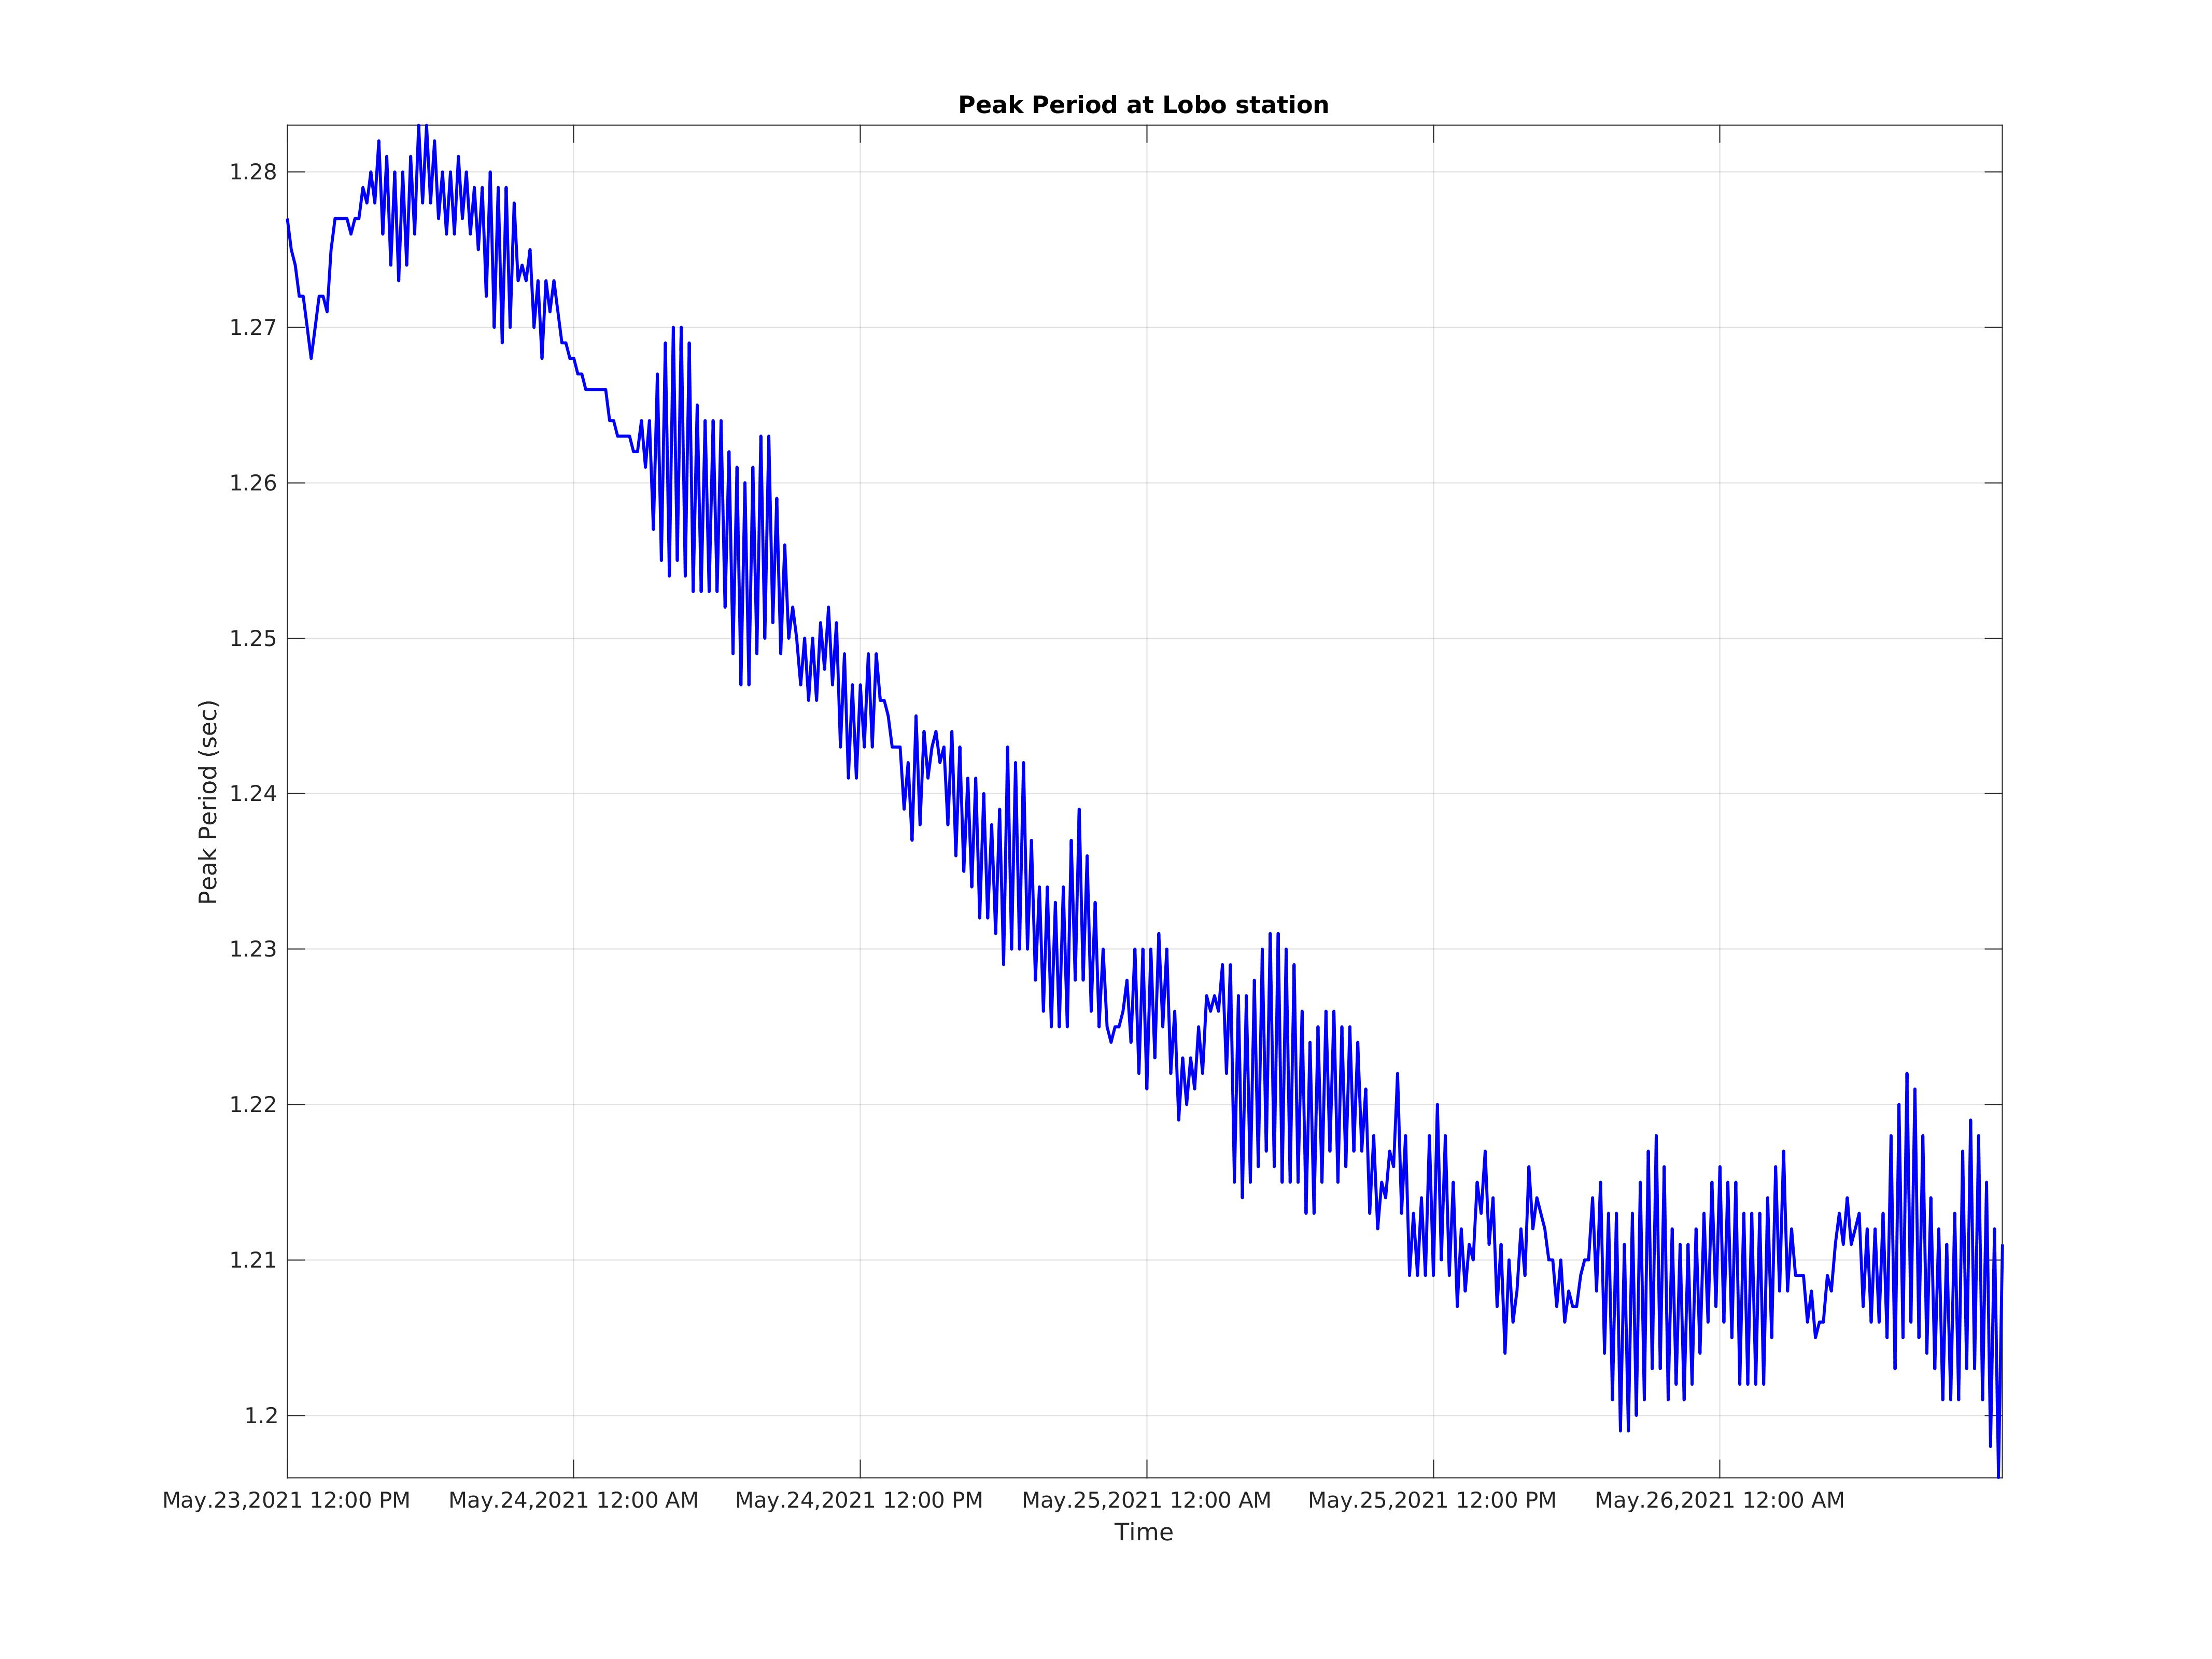 Peak Period at Lobo station
Peak Period (sec)
1.28
1.27
1.26
1.25
1.24
1.23
1.22
1.21
1.2
May.23,2021 12:00 PM
May.24,2021 12:00 AM
May.24,2021 12:00 PM
May.25,2021 12:00 AM
May.25,2021 12:00 PM
May.26,2021 12:00 AM
Time